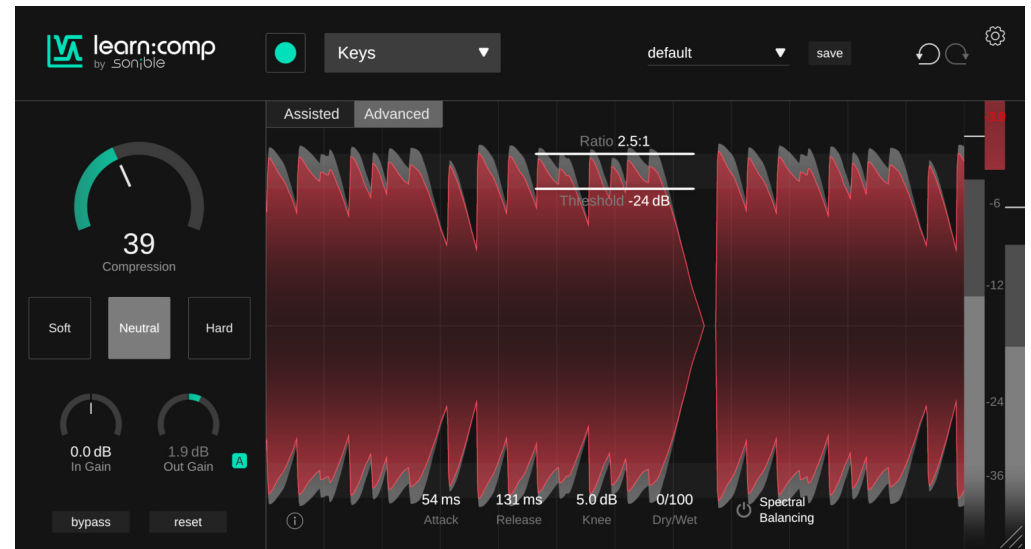 learn:comp
by sonible
Keys
default
save
Assisted
Advanced
Ratio 2.5:1
Threshold -24 dB
39
Compression
Soft
Neutral
Hard
0.0 dB
In Gain
1.9 dB
Out Gain
A
bypass
reset
54 ms
Attack
131 ms
Release
5.0 dB
Knee
0/100
Dry/Wet
Spectral
Balancing
-6
-12
-24
-36